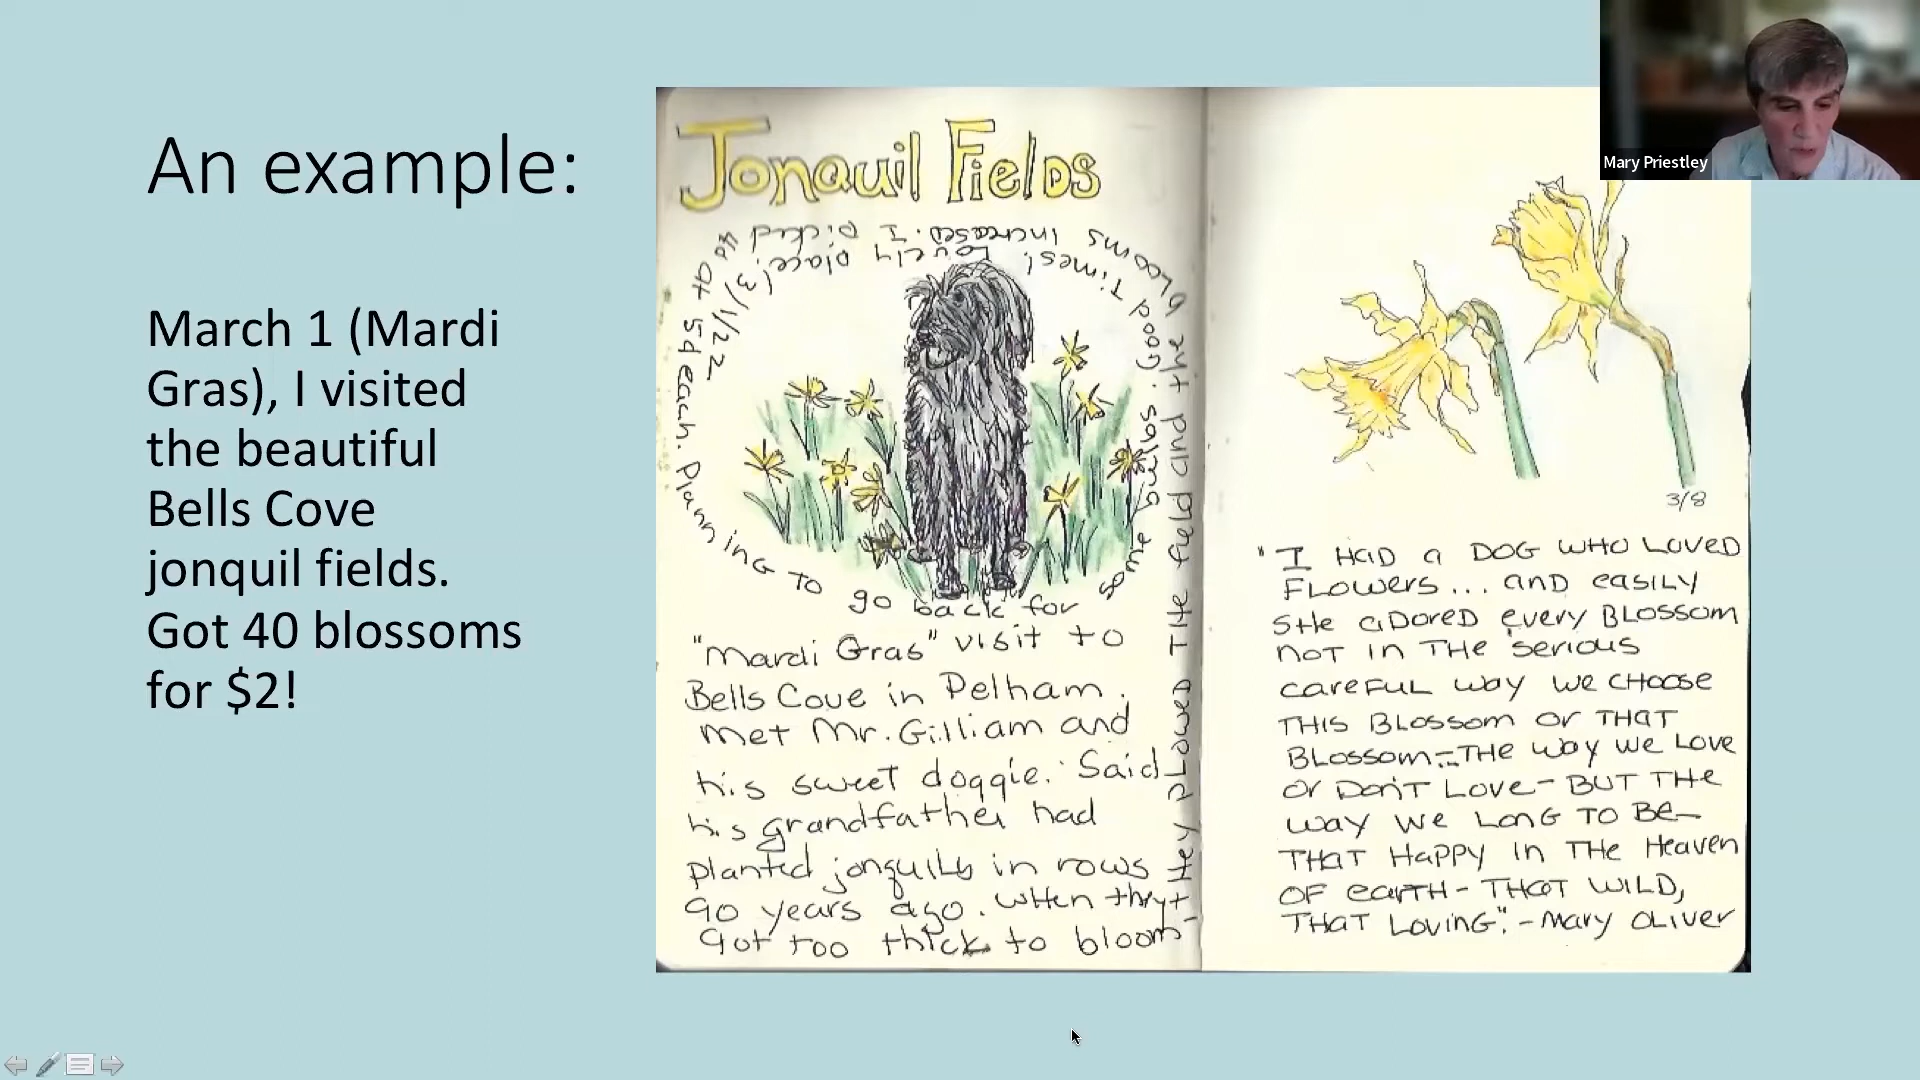 An example:
March 1 (Mardi
Gras), I visited
the beautiful
Bells Cove
jonquil fields.
Got 40 blossoms
for $2!
Jonquil Fields
"Mardi Gras" visit to
Bells Cove in Pelham.
Met Mr. Gilliam and
his sweet doggie. Said
his grandfather had
planted jonquils in rows
90 years ago. When they
got too thick to bloom,
they plowed the field and the
blooms increased. I picked
40 at 5¢ each. Planning to go back for some bulbs. Good Times! Lovely place! 3/1/22
3/8
"I HAD a DOG WHO LOVED
FLOWERS... and easily
SHE aDORED every BLOSSOM
NOT IN THE serious
careFUL way we CHOOSE
THIS BLOSSOM or THAT
BLOSSOM—THE way we LOVE
or DON'T LOVE—BUT THE
way we LONG TO BE—
THAT HaPPY IN THE Heaven
OF earTH—THAT WILD,
THAT LOVING". - Mary OLIVER
Mary Priestley